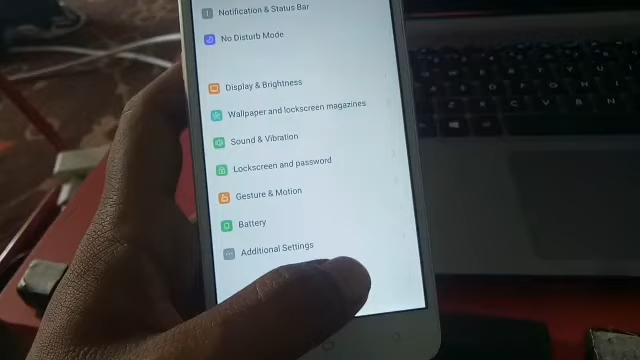 Notification & Status Bar
No Disturb Mode
Display & Brightness
Wallpaper and lockscreen magazines
Sound & Vibration
Lockscreen and password
Gesture & Motion
Battery
Additional Settings